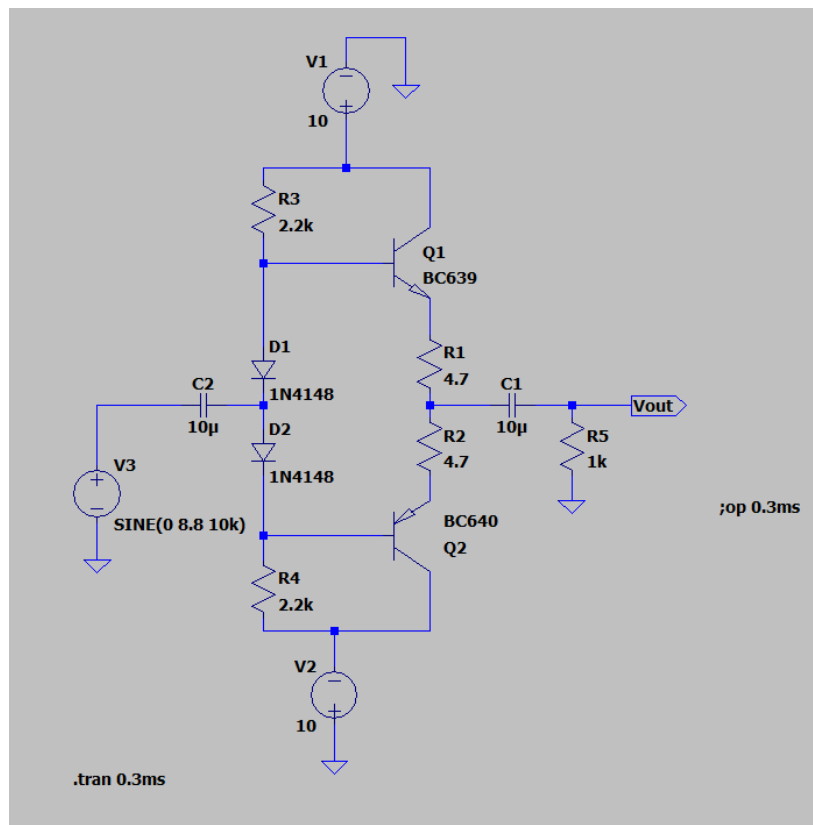 V1
10
R3
2.2k
Q1
BC639
D1
1N4148
R1
4.7
C2
10µ
C1
10µ
Vout
D2
1N4148
R2
4.7
R5
1k
V3
SINE(0 8.8 10k)
BC640
Q2
;op 0.3ms
R4
2.2k
V2
10
.tran 0.3ms